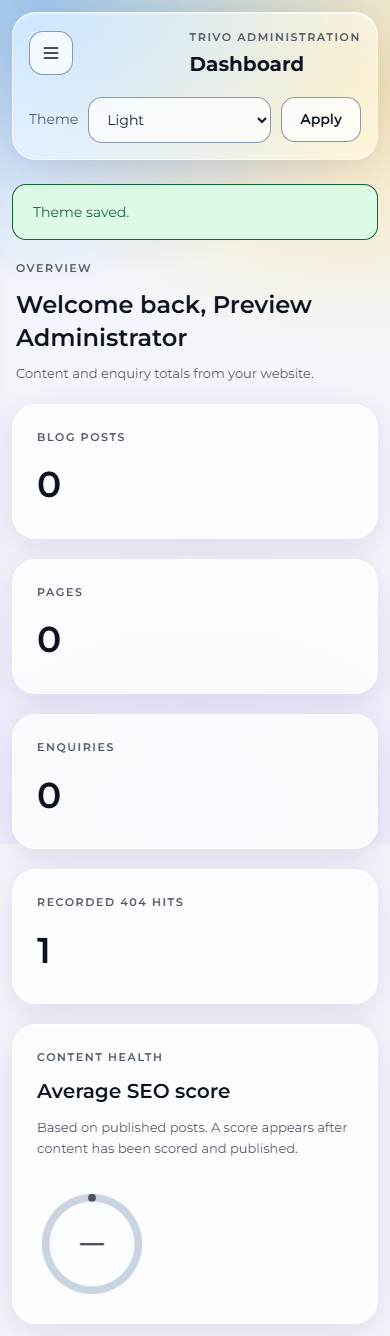 TRIVO ADMINISTRATION
Dashboard
Theme Light Apply
Theme saved.
OVERVIEW
Welcome back, Preview
Administrator
Content and enquiry totals from your website.
BLOG POSTS
0
PAGES
0
ENQUIRIES
0
RECORDED 404 HITS
1
CONTENT HEALTH
Average SEO score
Based on published posts. A score appears after
content has been scored and published.
—